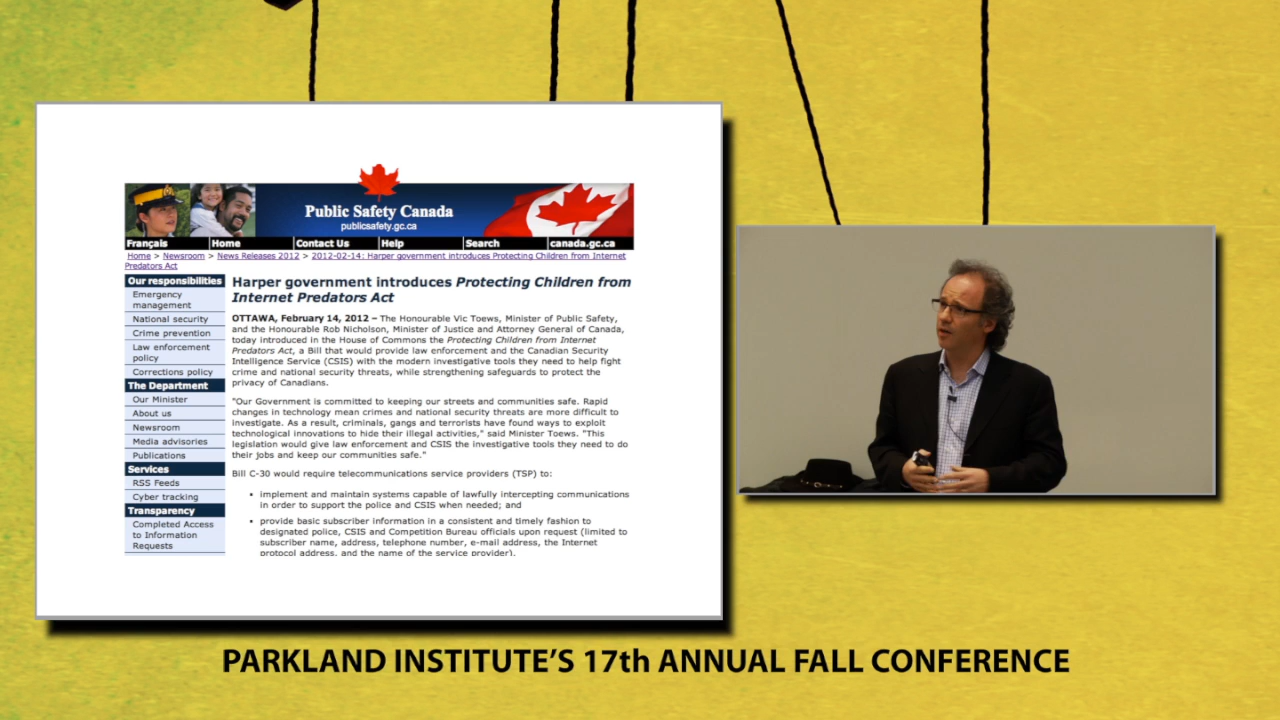 Public Safety Canada
publicsafety.gc.ca
Français Home Contact Us Help Search canada.gc.ca
Home > Newsroom > News Releases 2012 > 2012-02-14: Harper government introduces Protecting Children from Internet
Predators Act
Our responsibilities
Emergency
management
National security
Crime prevention
Law enforcement
policy
Corrections policy
The Department
Our Minister
About us
Newsroom
Media advisories
Publications
Services
RSS Feeds
Cyber tracking
Transparency
Completed Access
to Information
Requests
Harper government introduces Protecting Children from
Internet Predators Act
OTTAWA, February 14, 2012 – The Honourable Vic Toews, Minister of Public Safety,
and the Honourable Rob Nicholson, Minister of Justice and Attorney General of Canada,
today introduced in the House of Commons the Protecting Children from Internet
Predators Act, a Bill that would provide law enforcement and the Canadian Security
Intelligence Service (CSIS) with the modern investigative tools they need to help fight
crime and national security threats, while strengthening safeguards to protect the
privacy of Canadians.
"Our Government is committed to keeping our streets and communities safe. Rapid
changes in technology mean crimes and national security threats are more difficult to
investigate. As a result, criminals, gangs and terrorists have found ways to exploit
technological innovations to hide their illegal activities," said Minister Toews. "This
legislation would give law enforcement and CSIS the investigative tools they need to do
their jobs and keep our communities safe."
Bill C-30 would require telecommunications service providers (TSP) to:
• implement and maintain systems capable of lawfully intercepting communications
in order to support the police and CSIS when needed; and
• provide basic subscriber information in a consistent and timely fashion to
designated police, CSIS and Competition Bureau officials upon request (limited to
subscriber name, address, telephone number, e-mail address, the Internet
protocol address, and the name of the service provider).
PARKLAND INSTITUTE'S 17th ANNUAL FALL CONFERENCE